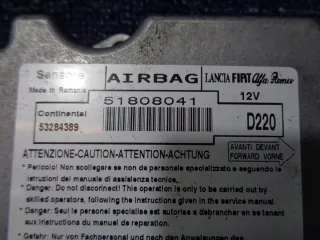 Sensata AIRBAG LANCIA FIAT Alfa Romeo
Made in Romania 51808041 12V
Continental
53284389 D220
AVANTI DEVANT
FORWARD VORNE
ATTENZIONE-CAUTION-ATTENTION-ACHTUNG
* Pericolo! Non scollegare se non da personale specializzato e seguendo le
istruzioni del manuale di assistenza tecnica.
* Danger: Do not disconnect! This operation is only to be carried out by
skilled operators, following the instructions given in the service manual.
* Danger: Seul le personel specialise est autorise a debrancher en se tenant
aux instructions du manuel de reparation.
* Gefahr: Nur von Fachpersonal und nach den Anweisungen des